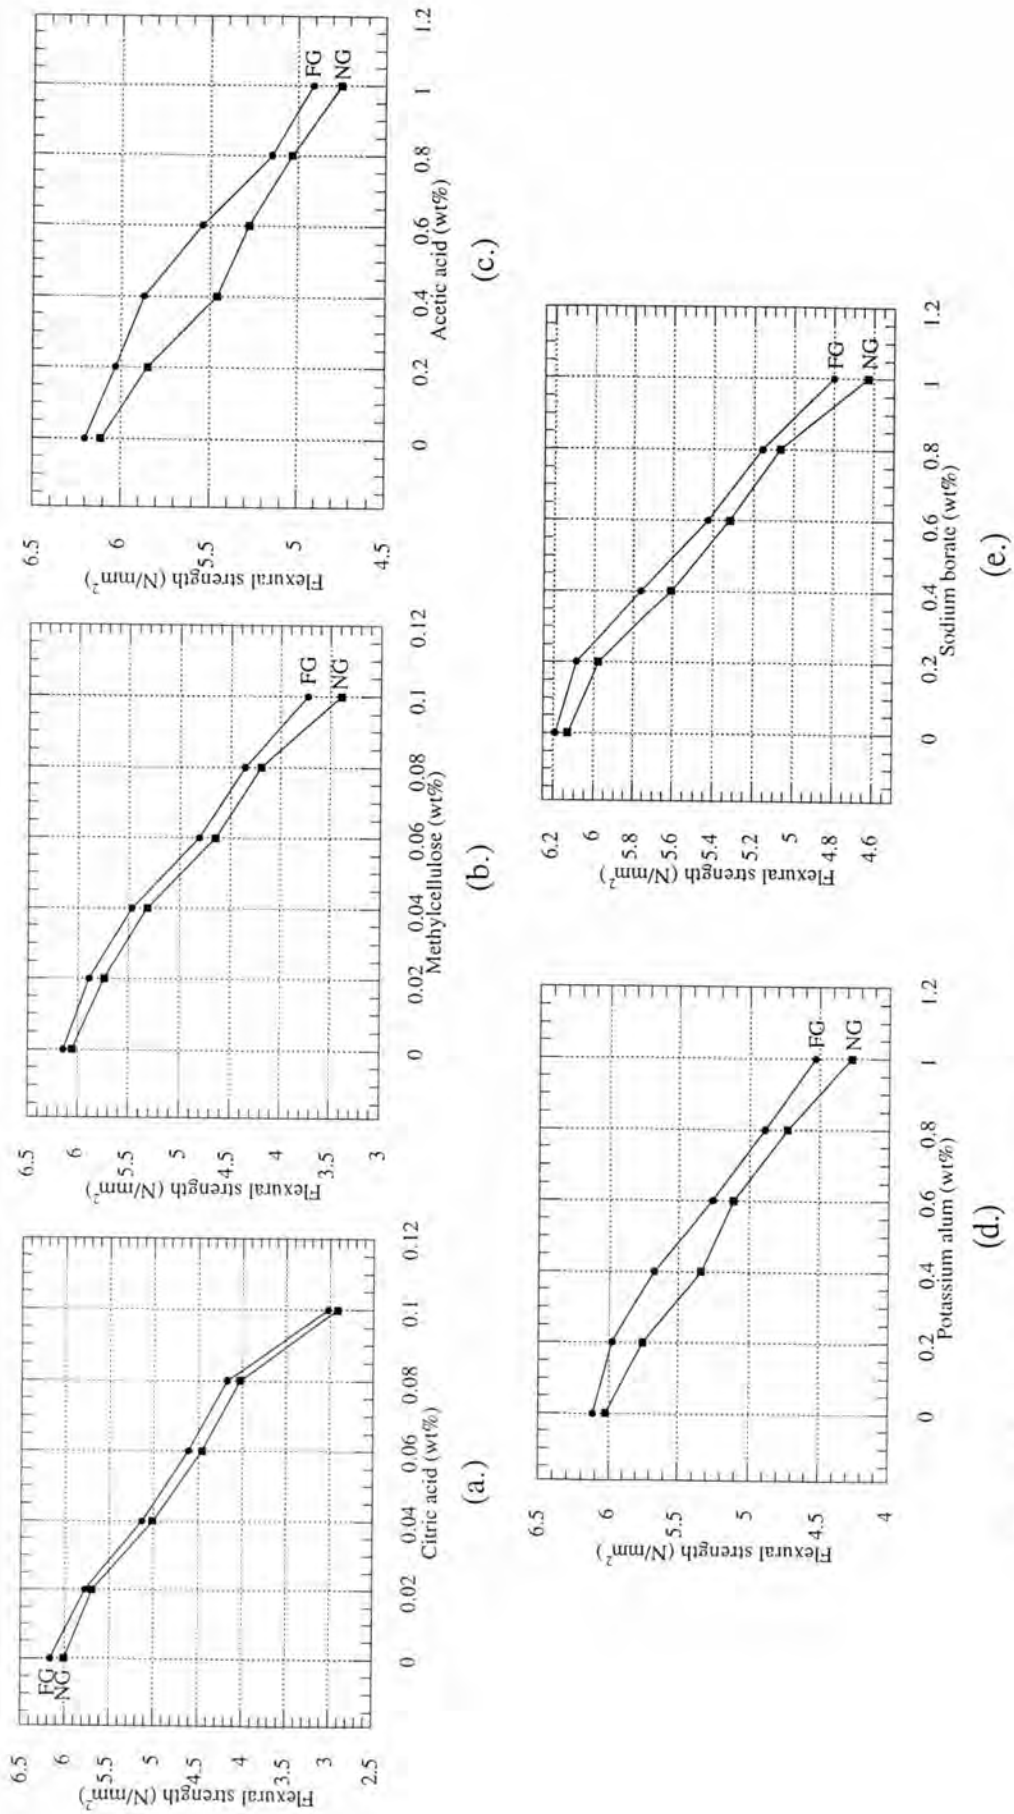 6.5
6
5.5
5
4.5
4
3.5
3
2.5
Flexural strength (N/mm²)
FG
NG
0
0.02
0.04
0.06
0.08
0.1
0.12
Citric acid (wt%)
(a.)
6.5
6
5.5
5
4.5
4
3.5
3
Flexural strength (N/mm²)
FG
NG
0
0.02
0.04
0.06
0.08
0.1
0.12
Methylcellulose (wt%)
(b.)
6.5
6
5.5
5
4.5
Flexural strength (N/mm²)
FG
NG
0
0.2
0.4
0.6
0.8
1
1.2
Acetic acid (wt%)
(c.)
6.5
6
5.5
5
4.5
4
Flexural strength (N/mm²)
FG
NG
0
0.2
0.4
0.6
0.8
1
1.2
Potassium alum (wt%)
(d.)
6.2
6
5.8
5.6
5.4
5.2
5
4.8
4.6
Flexural strength (N/mm²)
FG
NG
0
0.2
0.4
0.6
0.8
1
1.2
Sodium borate (wt%)
(e.)